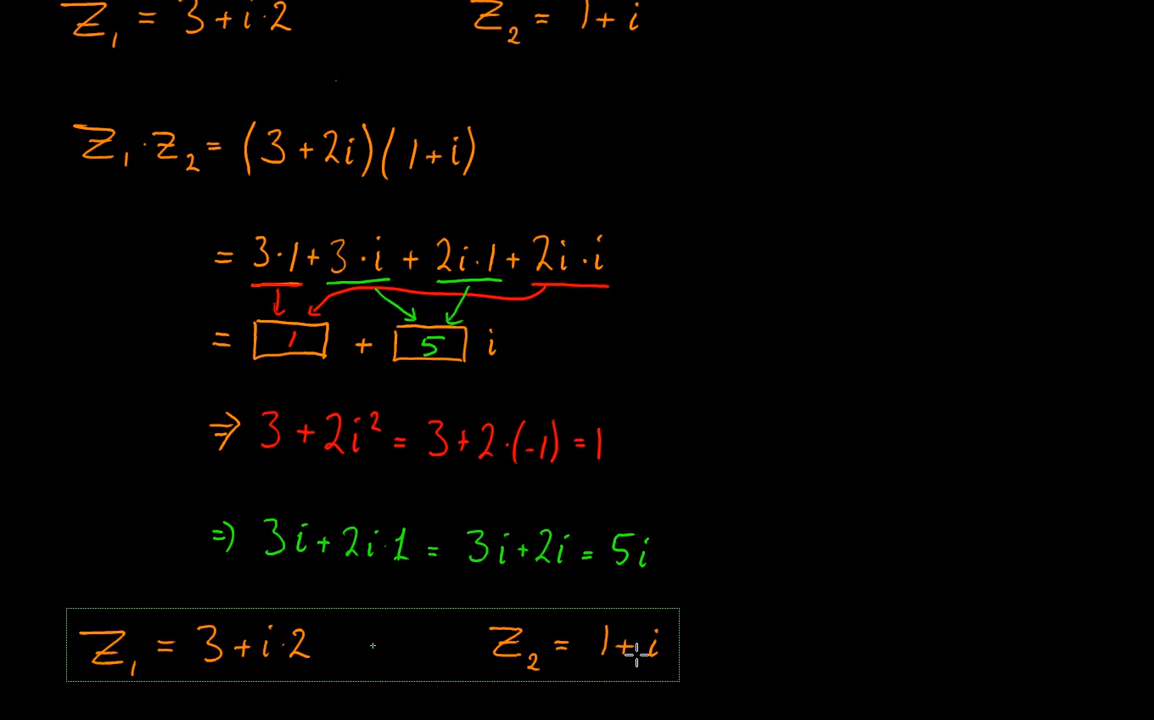 Z₁ = 3 + i·2 Z₂ = 1 + i
Z₁·Z₂ = (3 + 2i)(1 + i)
= 3·1 + 3·i + 2i·1 + 2i·i
= 1 + 5 i
⇒ 3 + 2i² = 3 + 2·(-1) = 1
⇒ 3i + 2i·1 = 3i + 2i = 5i
Z₁ = 3 + i·2 Z₂ = 1 + i